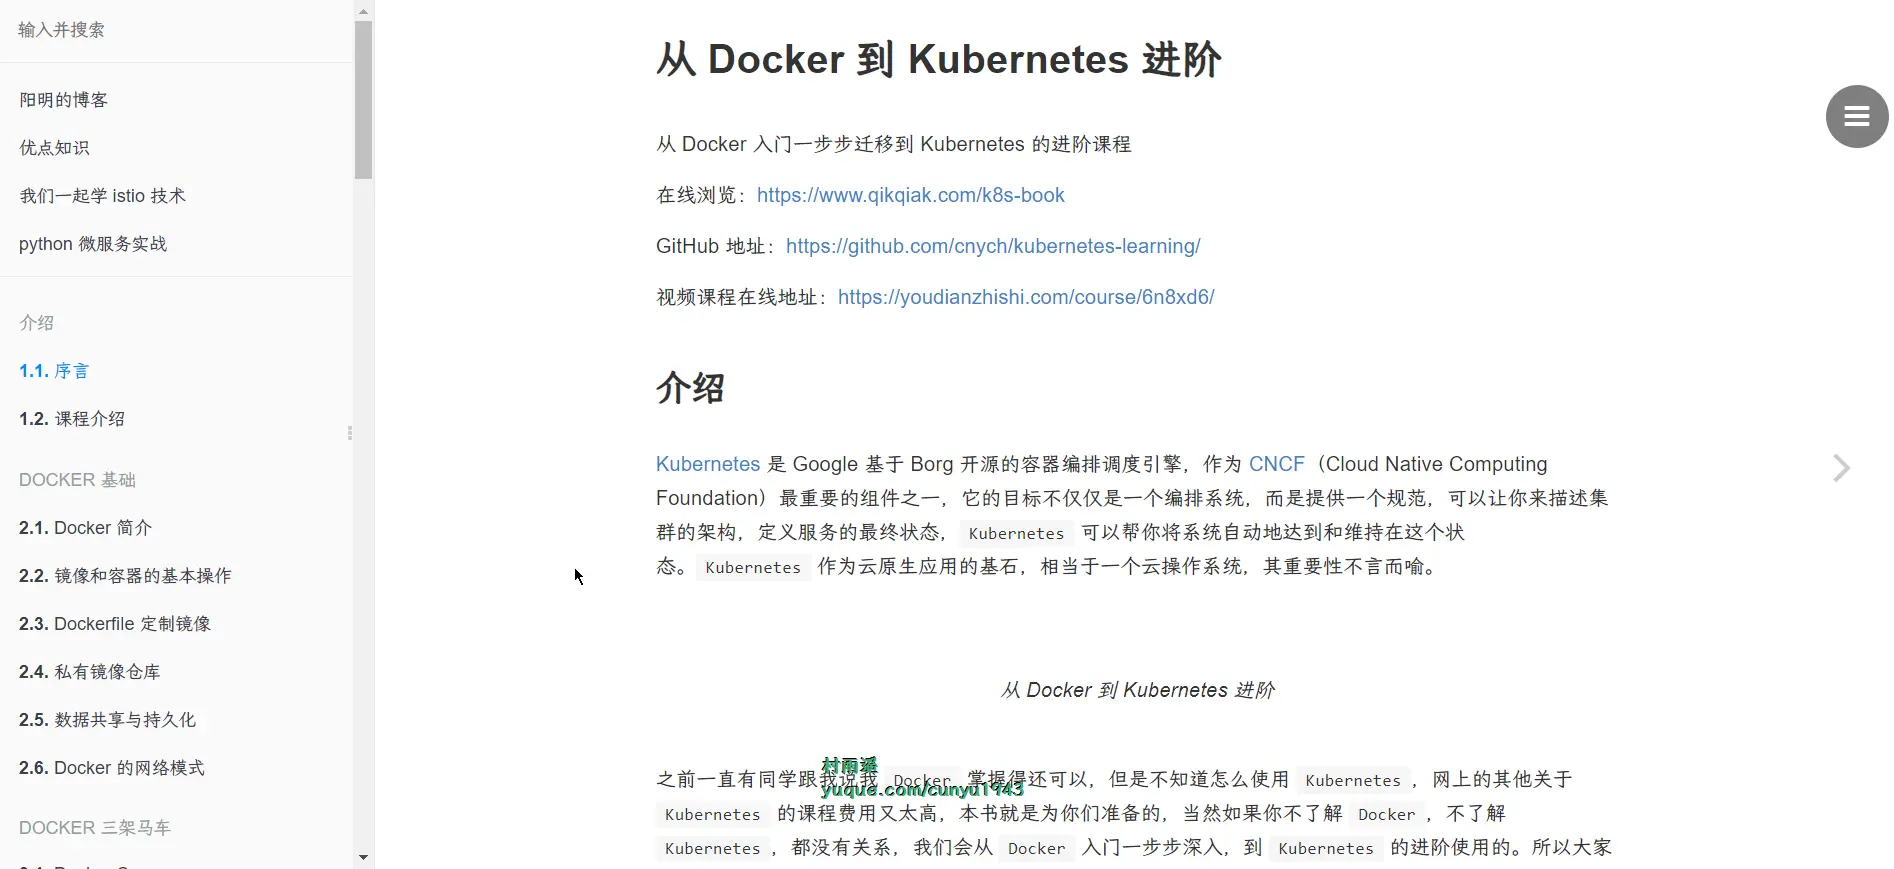 输入并搜索
阳明的博客
优点知识
我们一起学 istio 技术
python 微服务实战
介绍
1.1. 序言
1.2. 课程介绍
DOCKER 基础
2.1. Docker 简介
2.2. 镜像和容器的基本操作
2.3. Dockerfile 定制镜像
2.4. 私有镜像仓库
2.5. 数据共享与持久化
2.6. Docker 的网络模式
DOCKER 三架马车
从 Docker 到 Kubernetes 进阶
从 Docker 入门一步步迁移到 Kubernetes 的进阶课程
在线浏览：https://www.qikqiak.com/k8s-book
GitHub 地址：https://github.com/cnych/kubernetes-learning/
视频课程在线地址：https://youdianzhishi.com/course/6n8xd6/
介绍
Kubernetes 是 Google 基于 Borg 开源的容器编排调度引擎，作为 CNCF（Cloud Native Computing
Foundation）最重要的组件之一，它的目标不仅仅是一个编排系统，而是提供一个规范，可以让你来描述集
群的架构，定义服务的最终状态，Kubernetes 可以帮你将系统自动地达到和维持在这个状
态。Kubernetes 作为云原生应用的基石，相当于一个云操作系统，其重要性不言而喻。
从 Docker 到 Kubernetes 进阶
之前一直有同学跟我说我 Docker 掌握得还可以，但是不知道怎么使用 Kubernetes，网上的其他关于
Kubernetes 的课程费用又太高，本书就是为你们准备的，当然如果你不了解 Docker，不了解
Kubernetes，都没有关系，我们会从 Docker 入门一步步深入，到 Kubernetes 的进阶使用的。所以大家
村雨遥
yuque.com/cunyu1943